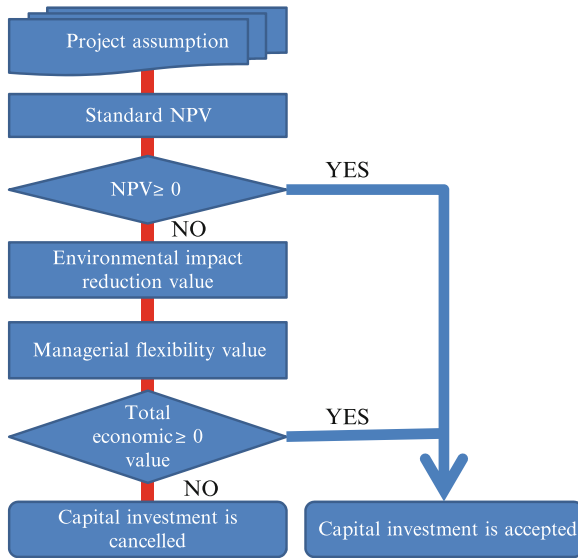 Project assumption
Standard NPV
YES
NPV≥ 0
NO
Environmental impact
reduction value
Managerial flexibility value
Total
economic≥ 0
value
YES
NO
Capital investment is
cancelled
Capital investment is accepted